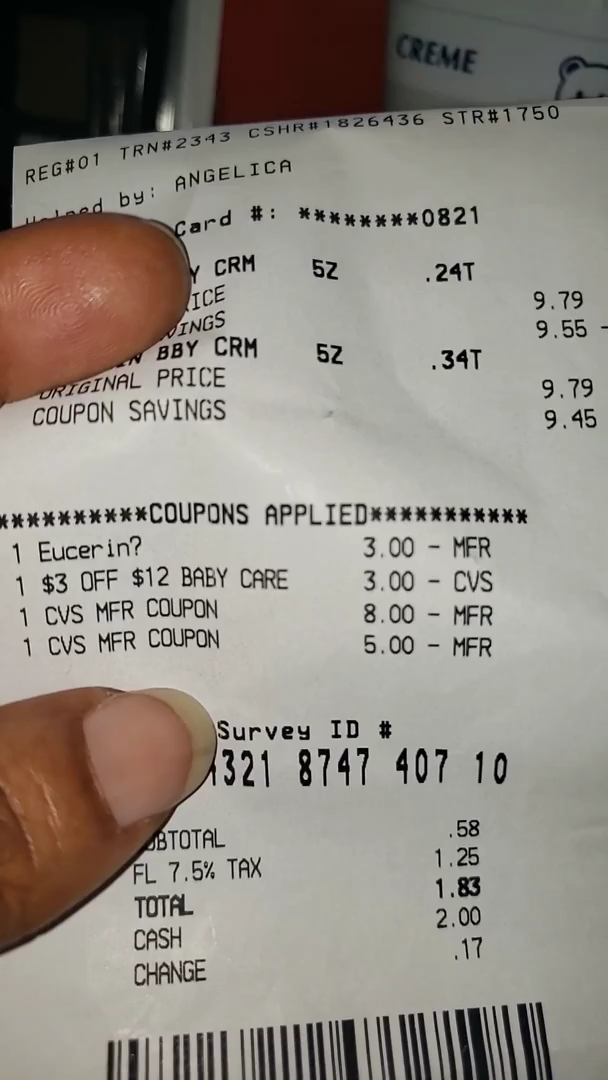 CREME
REG#01 TRN#2343 CSHR#1826436 STR#1750
Helped by: ANGELICA
Card #: ********0821
Y CRM 5Z .24T
ICE 9.79
INGS 9.55 -
N BBY CRM 5Z .34T
ORIGINAL PRICE 9.79
COUPON SAVINGS 9.45
**********COUPONS APPLIED***********
1 Eucerin? 3.00 - MFR
1 $3 OFF $12 BABY CARE 3.00 - CVS
1 CVS MFR COUPON 8.00 - MFR
1 CVS MFR COUPON 5.00 - MFR
Survey ID #
321 8747 407 10
SUBTOTAL .58
FL 7.5% TAX 1.25
TOTAL 1.83
CASH 2.00
CHANGE .17